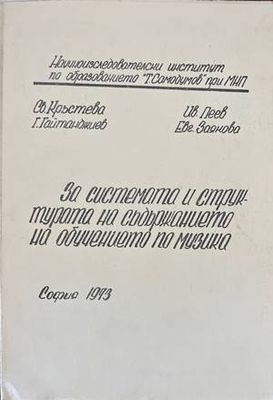 Научноизследователски институт
по образованието "Т. Самодумов" при МНП
Св. Кръстева
Ив. Пеев
Г. Гайтанджиев
Евг. Заякова
За системата и струк-
турата на съдържанието
на обучението по музика
София 1973